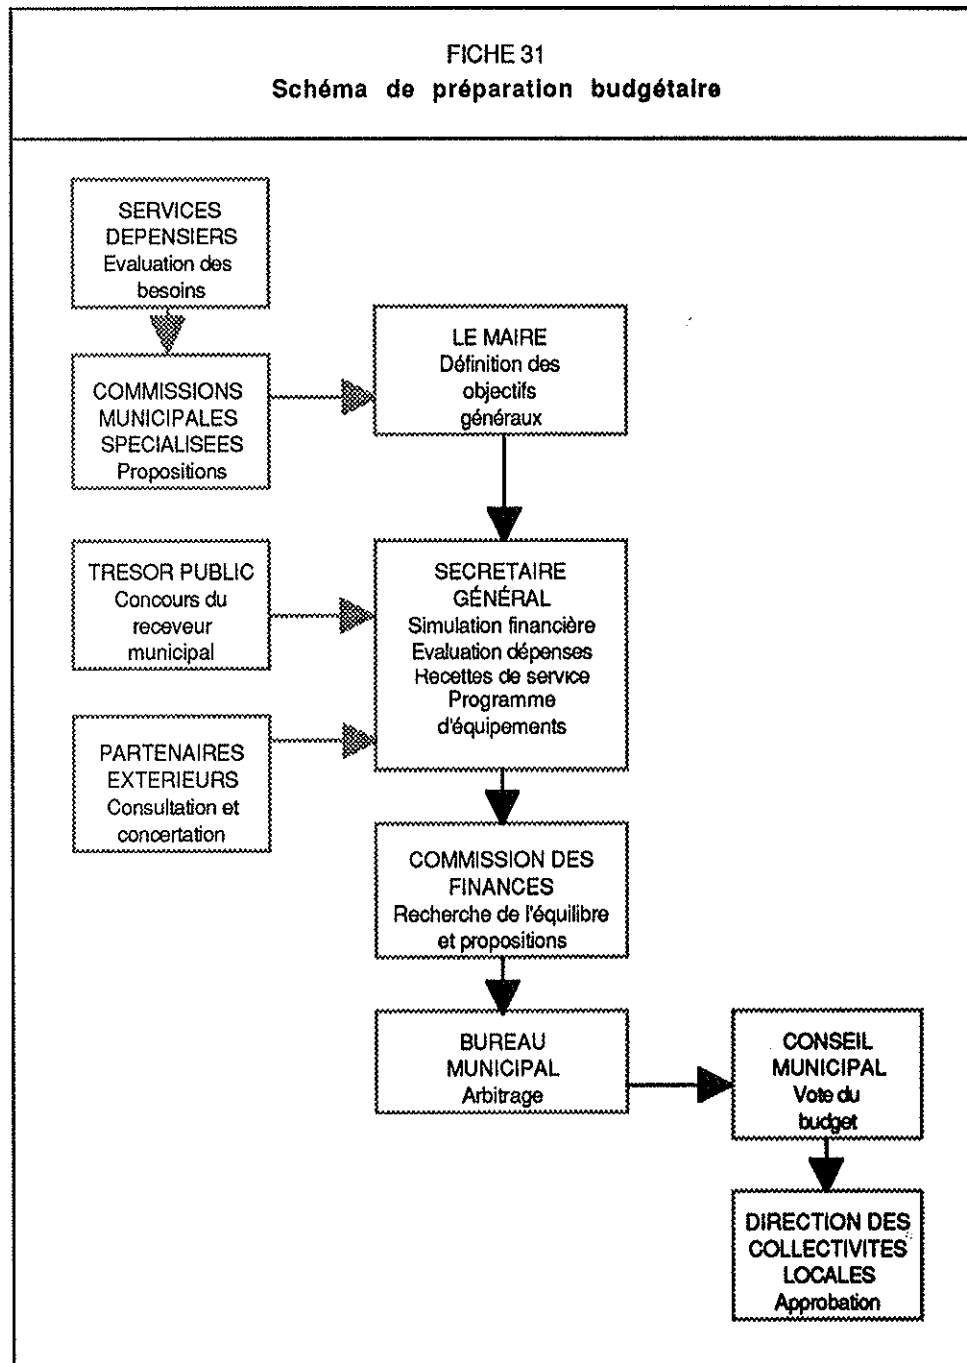 FICHE 31
Schéma de préparation budgétaire
SERVICES
DEPENSIERS
Evaluation des
besoins
COMMISSIONS
MUNICIPALES
SPECIALISEES
Propositions
LE MAIRE
Définition des
objectifs
généraux
TRESOR PUBLIC
Concours du
receveur
municipal
PARTENAIRES
EXTERIEURS
Consultation et
concertation
SECRETAIRE
GÉNÉRAL
Simulation financière
Evaluation dépenses
Recettes de service
Programme
d'équipements
COMMISSION DES
FINANCES
Recherche de l'équilibre
et propositions
BUREAU
MUNICIPAL
Arbitrage
CONSEIL
MUNICIPAL
Vote du
budget
DIRECTION DES
COLLECTIVITES
LOCALES
Approbation